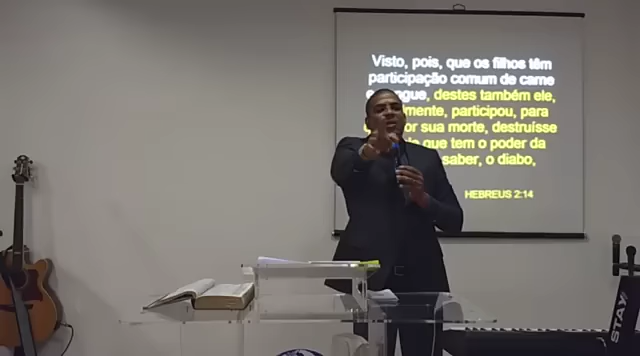 Visto, pois, que os filhos têm
participação comum de carne
destes também ele,
participou, para
sua morte, destruísse
que tem o poder da
saber, o diabo,
HEBREUS 2:14
STAY